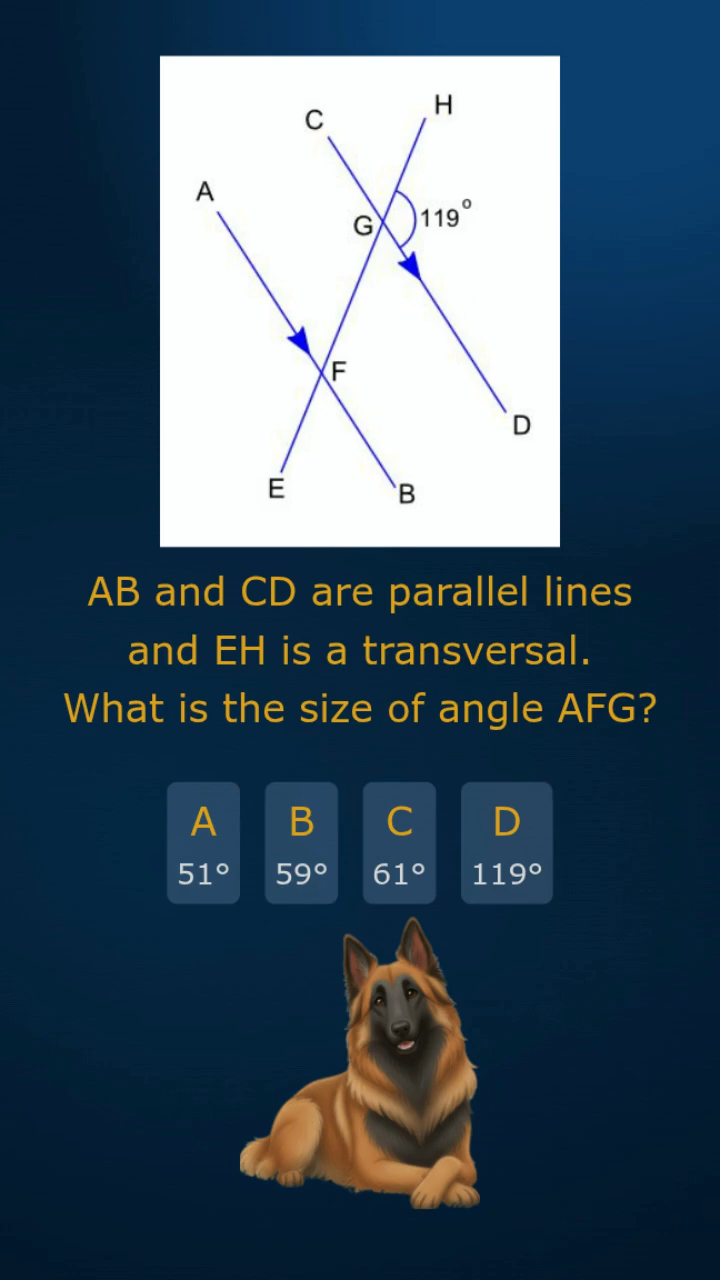 H
C
A
G 119°
F
D
E
B
AB and CD are parallel lines
and EH is a transversal.
What is the size of angle AFG?
A B C D
51° 59° 61° 119°